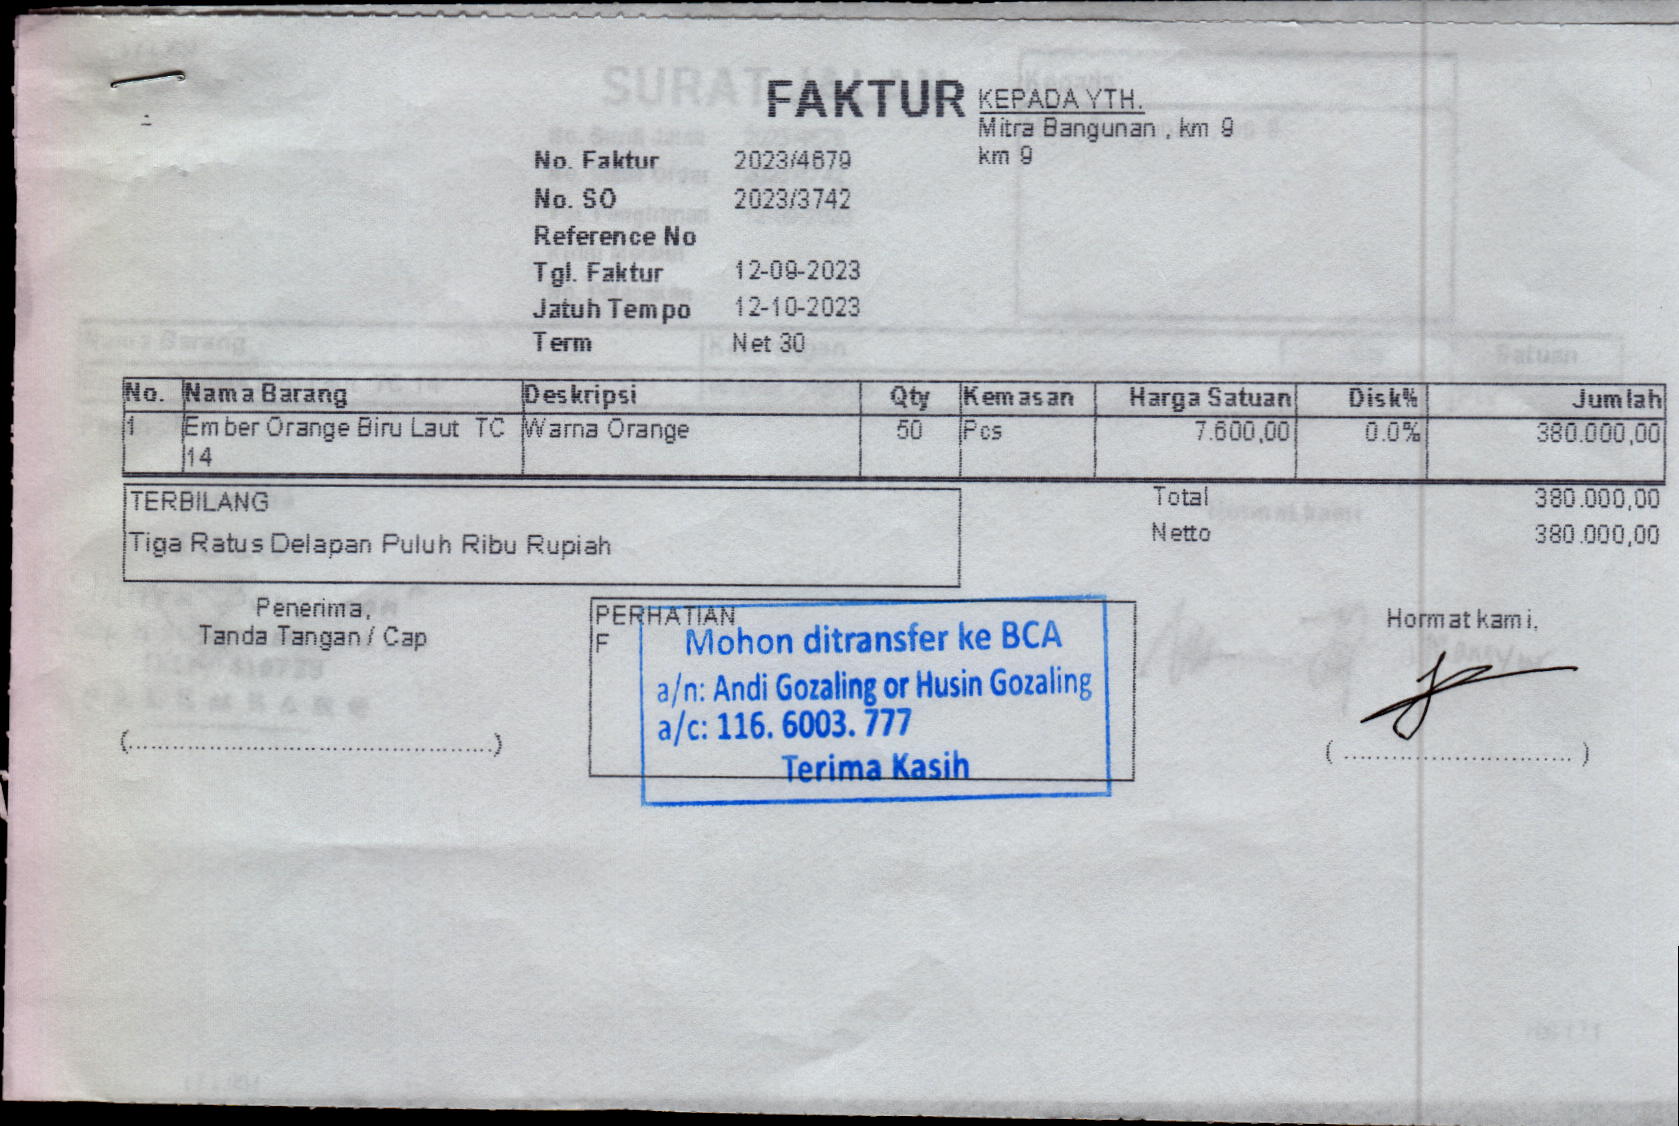 FAKTUR
KEPADA YTH.
Mitra Bangunan , km 9
km 9
No. Faktur 2023/4679
No. SO 2023/3742
Reference No
Tgl. Faktur 12-09-2023
Jatuh Tempo 12-10-2023
Term Net 30
No. Nama Barang Deskripsi Qty Kemasan Harga Satuan Disk% Jumlah
1 Ember Orange Biru Laut TC 14 Warna Orange 50 Pcs 7.600,00 0.0% 380.000,00
TERBILANG
Tiga Ratus Delapan Puluh Ribu Rupiah
Total 380.000,00
Netto 380.000,00
Penerima,
Tanda Tangan / Cap
(..........................................)
PERHATIAN
F
Mohon ditransfer ke BCA
a/n: Andi Gozaling or Husin Gozaling
a/c: 116. 6003. 777
Terima Kasih
Hormat kami,
( ............................ )